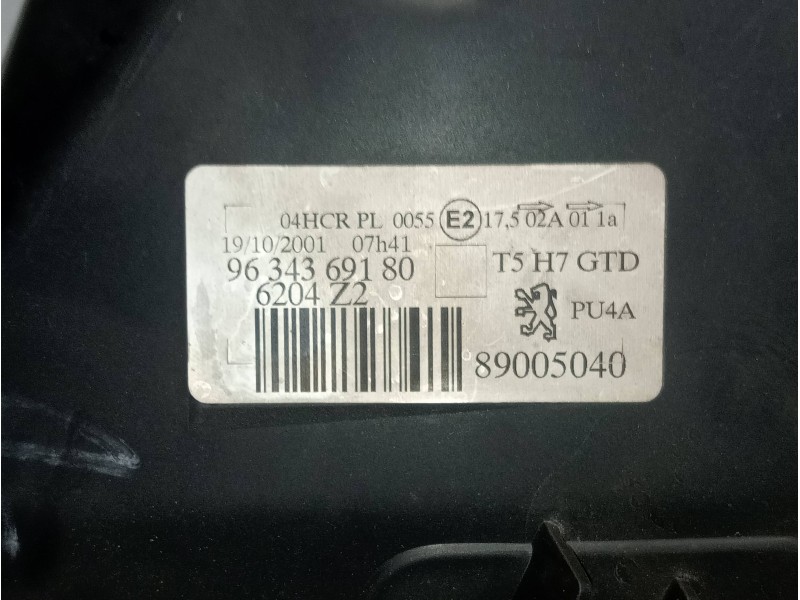 04HCR PL 0055 E2 17,5 02A 01 1a
19/10/2001 07h41
96 343 691 80
T5 H7 GTD
6204 Z2
PU4A
89005040